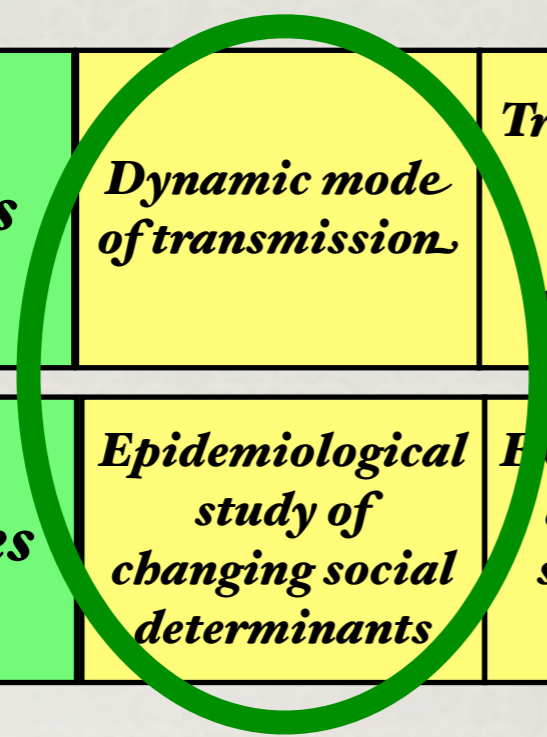 Dynamic mode
of transmission
Epidemiological
study of
changing social
determinants